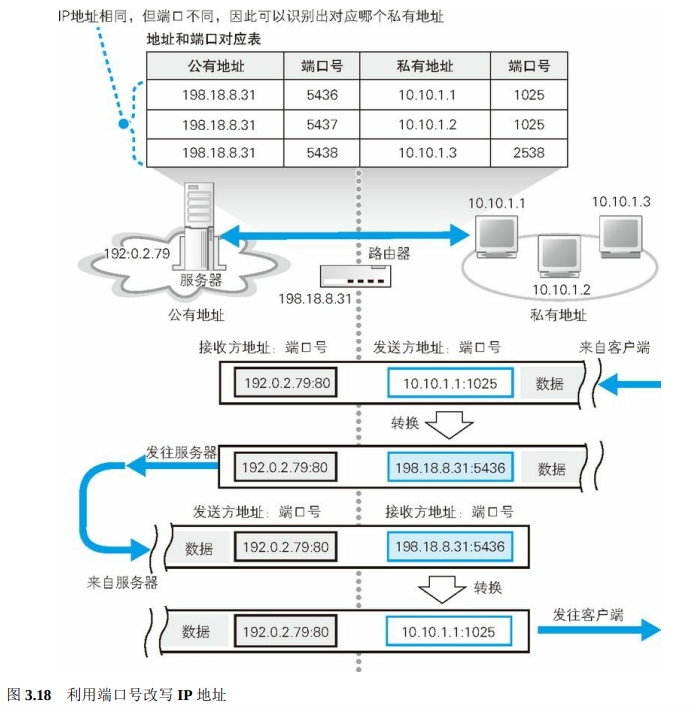 IP地址相同，但端口不同，因此可以识别出对应哪个私有地址
地址和端口对应表
公有地址 端口号 私有地址 端口号
198.18.8.31 5436 10.10.1.1 1025
198.18.8.31 5437 10.10.1.2 1025
198.18.8.31 5438 10.10.1.3 2538
10.10.1.1 10.10.1.3
192:0.2.79 路由器
服务器 10.10.1.2
198.18.8.31
公有地址 私有地址
接收方地址：端口号 发送方地址：端口号 来自客户端
192.0.2.79:80 10.10.1.1:1025 数据
转换
发往服务器
192.0.2.79:80 198.18.8.31:5436 数据
发送方地址：端口号 接收方地址：端口号
数据 192.0.2.79:80 198.18.8.31:5436
来自服务器 转换
发往客户端
数据 192.0.2.79:80 10.10.1.1:1025
图 3.18 利用端口号改写 IP 地址